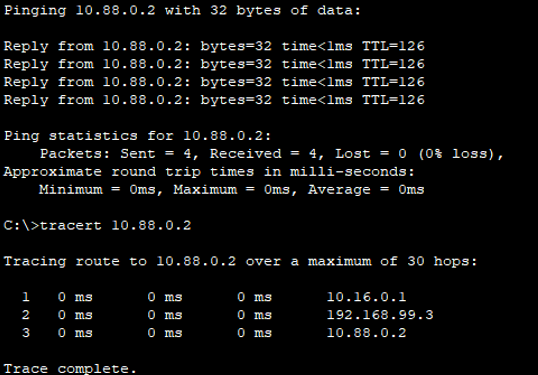 Pinging 10.88.0.2 with 32 bytes of data:
Reply from 10.88.0.2: bytes=32 time<1ms TTL=126
Reply from 10.88.0.2: bytes=32 time<1ms TTL=126
Reply from 10.88.0.2: bytes=32 time<1ms TTL=126
Reply from 10.88.0.2: bytes=32 time<1ms TTL=126
Ping statistics for 10.88.0.2:
Packets: Sent = 4, Received = 4, Lost = 0 (0% loss),
Approximate round trip times in milli-seconds:
Minimum = 0ms, Maximum = 0ms, Average = 0ms
C:\>tracert 10.88.0.2
Tracing route to 10.88.0.2 over a maximum of 30 hops:
1 0 ms 0 ms 0 ms 10.16.0.1
2 0 ms 0 ms 0 ms 192.168.99.3
3 0 ms 0 ms 0 ms 10.88.0.2
Trace complete.